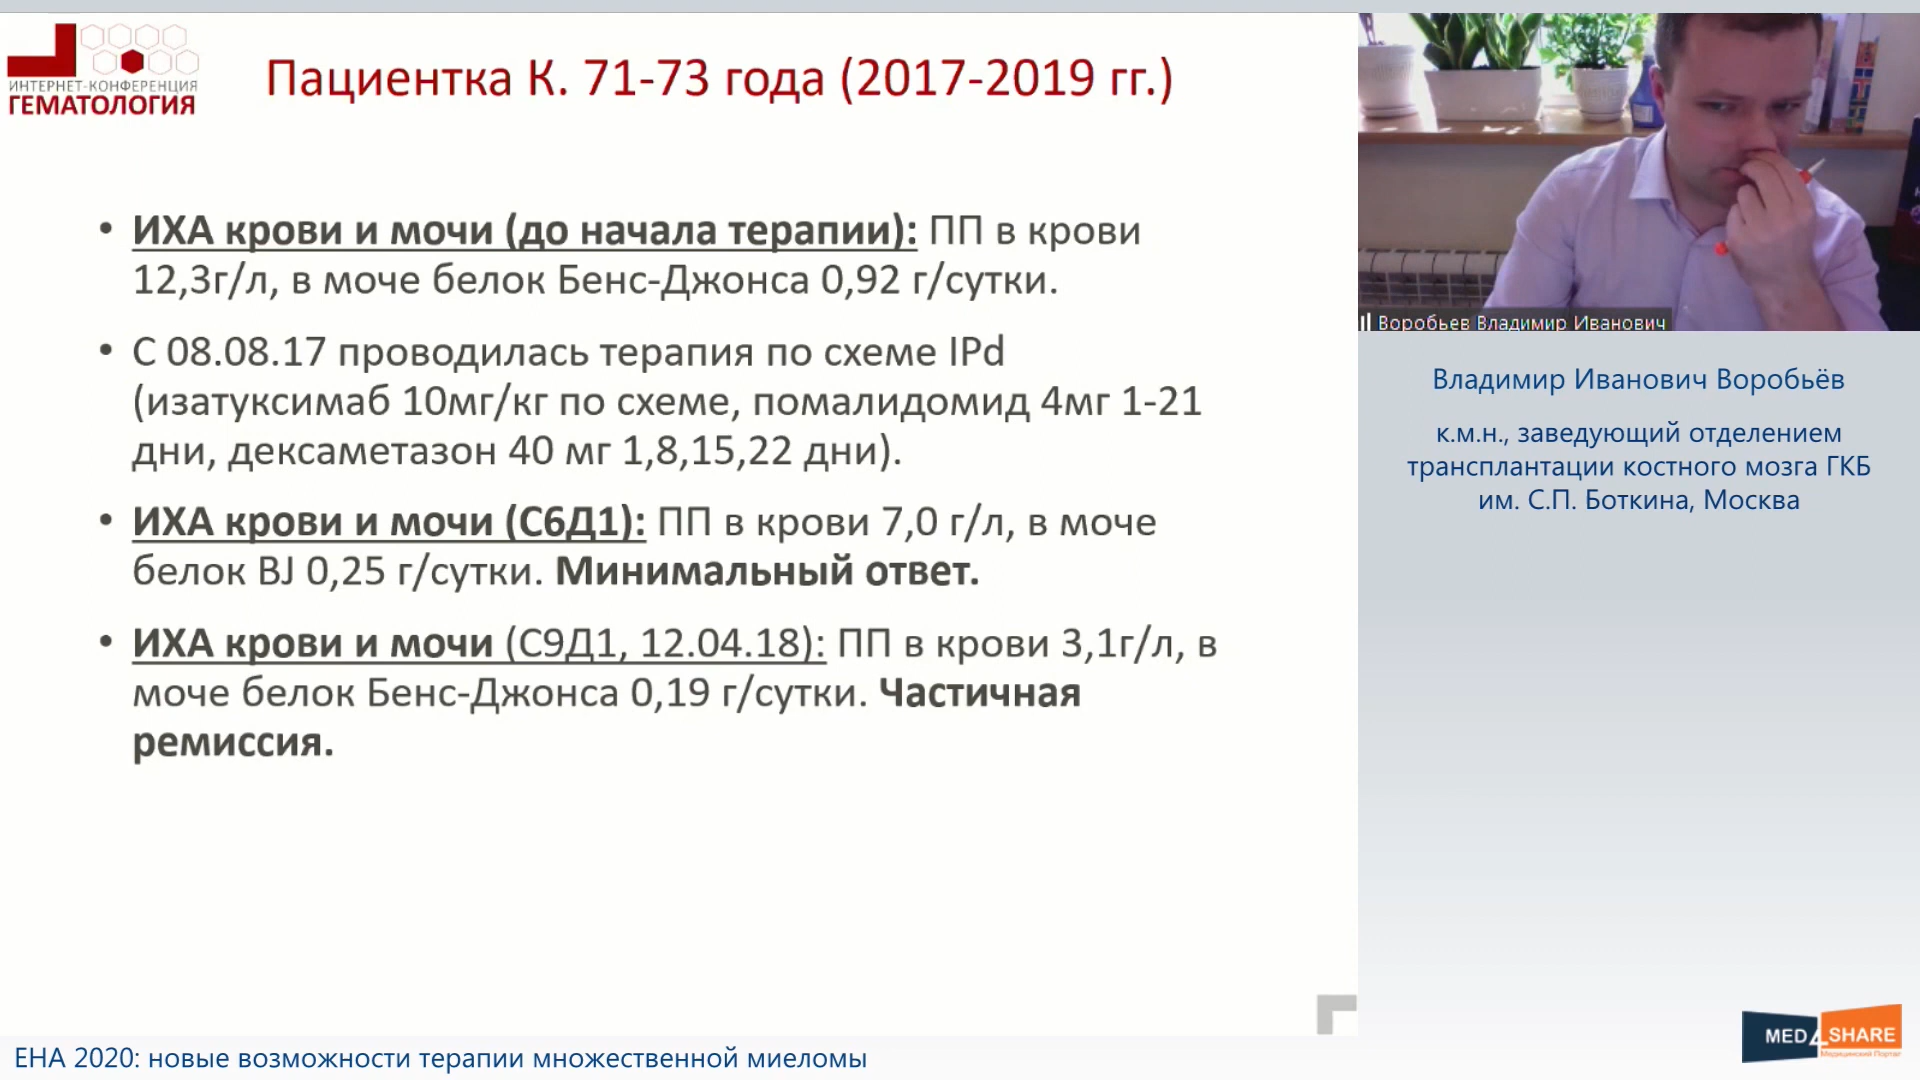 ИНТЕРНЕТ-КОНФЕРЕНЦИЯ
ГЕМАТОЛОГИЯ
Пациентка К. 71-73 года (2017-2019 гг.)
• ИХА крови и мочи (до начала терапии): ПП в крови
12,3г/л, в моче белок Бенс-Джонса 0,92 г/сутки.
• С 08.08.17 проводилась терапия по схеме IPd
(изатуксимаб 10мг/кг по схеме, помалидомид 4мг 1-21
дни, дексаметазон 40 мг 1,8,15,22 дни).
• ИХА крови и мочи (С6Д1): ПП в крови 7,0 г/л, в моче
белок BJ 0,25 г/сутки. Минимальный ответ.
• ИХА крови и мочи (С9Д1, 12.04.18): ПП в крови 3,1г/л, в
моче белок Бенс-Джонса 0,19 г/сутки. Частичная
ремиссия.
Воробьев Владимир Иванович
Владимир Иванович Воробьёв
к.м.н., заведующий отделением
трансплантации костного мозга ГКБ
им. С.П. Боткина, Москва
MED4SHARE
Медицинский Портал
ЕНА 2020: новые возможности терапии множественной миеломы